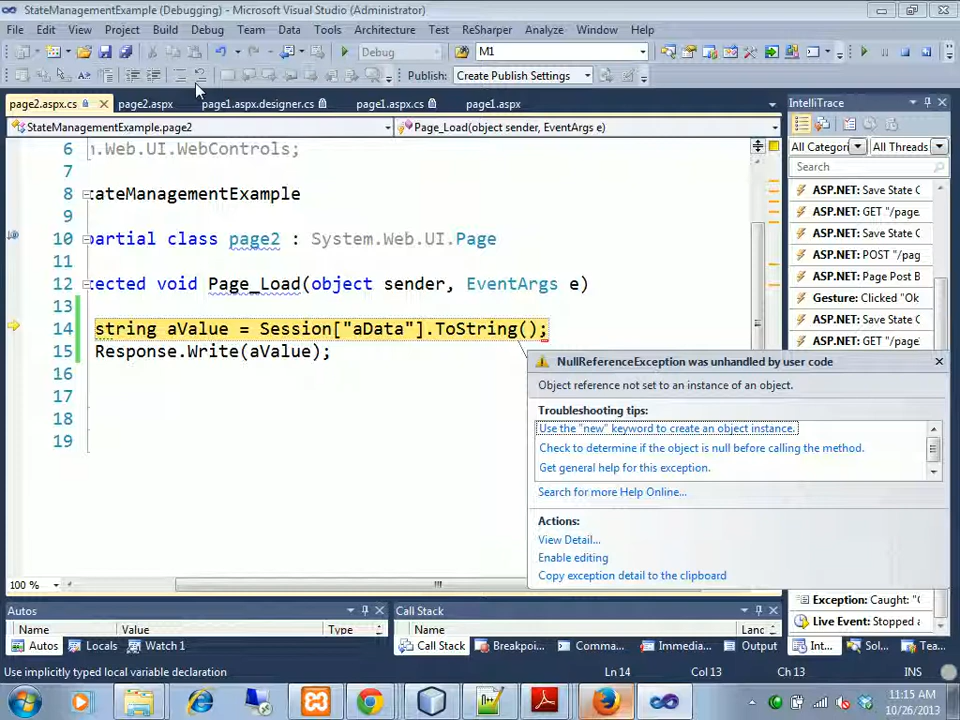 StateManagementExample (Debugging) - Microsoft Visual Studio (Administrator)
File Edit View Project Build Debug Team Data Tools Architecture Test ReSharper Analyze Window Help
Debug M1
Publish: Create Publish Settings
page2.aspx.cs page2.aspx page1.aspx.designer.cs page1.aspx.cs page1.aspx
StateManagementExample.page2 Page_Load(object sender, EventArgs e)
6 .Web.UI.WebControls;
7
8 tateManagementExample
9
10 partial class page2 : System.Web.UI.Page
11
12 tected void Page_Load(object sender, EventArgs e)
13
14 string aValue = Session["aData"].ToString();
15 Response.Write(aValue);
16
17
18
19
NullReferenceException was unhandled by user code
Object reference not set to an instance of an object.
Troubleshooting tips:
Use the "new" keyword to create an object instance.
Check to determine if the object is null before calling the method.
Get general help for this exception.
Search for more Help Online...
Actions:
View Detail...
Enable editing
Copy exception detail to the clipboard
IntelliTrace
All Categori All Threads
Search
ASP.NET: Save State C
ASP.NET: GET "/page.
ASP.NET: Save State C
ASP.NET: POST "/pag
ASP.NET: Page Post B
Gesture: Clicked "Ok
ASP.NET: Save State C
ASP.NET: GET "/page:
Exception: Caught: "C
Live Event: Stopped a
100 %
Autos
Name Value Type
Autos Locals Watch 1
Call Stack
Name Lang
Call Stack Breakpo... Comma... Immedia... Output
Int... Sol... Tea...
Use implicitly typed local variable declaration Ln 14 Col 13 Ch 13 INS
11:15 AM
10/26/2013